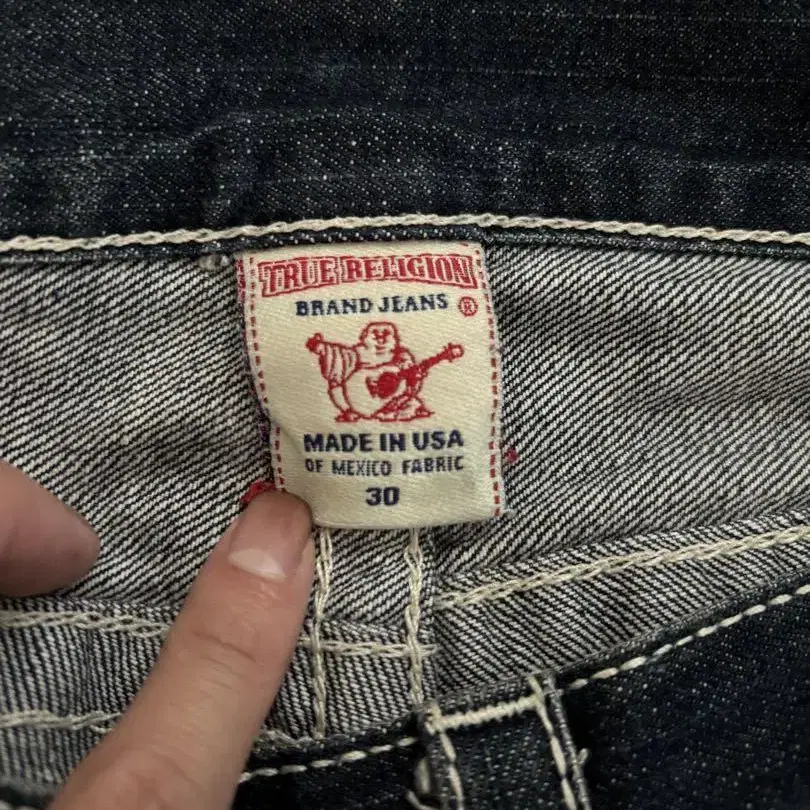 TRUE RELIGION
BRAND JEANS ®
MADE IN USA
OF MEXICO FABRIC
30